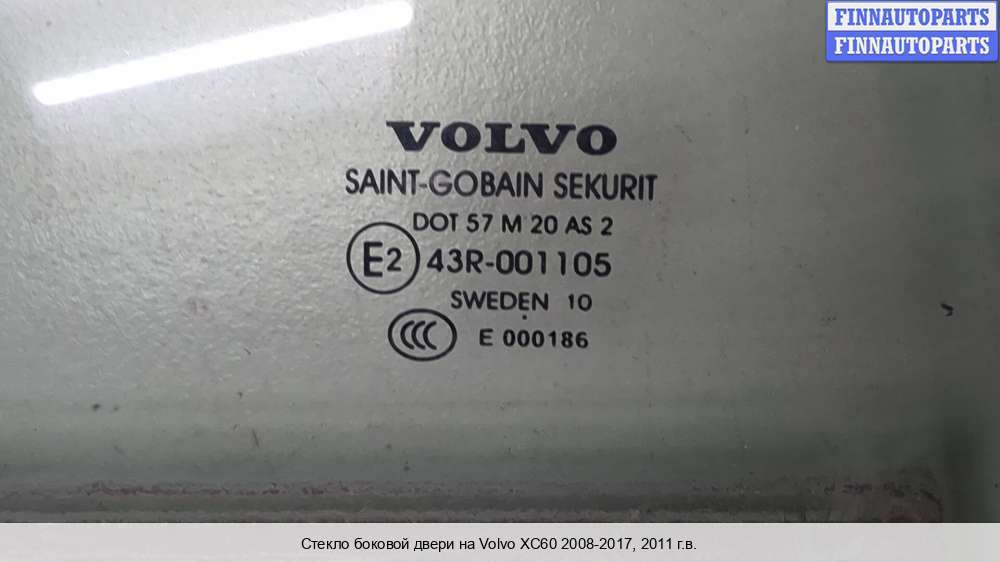 FINNAUTOPARTS
FINNAUTOPARTS
VOLVO
SAINT-GOBAIN SEKURIT
DOT 57 M 20 AS 2
E2 43R-001105
SWEDEN 10
CCC E 000186
Стекло боковой двери на Volvo XC60 2008-2017, 2011 г.в.